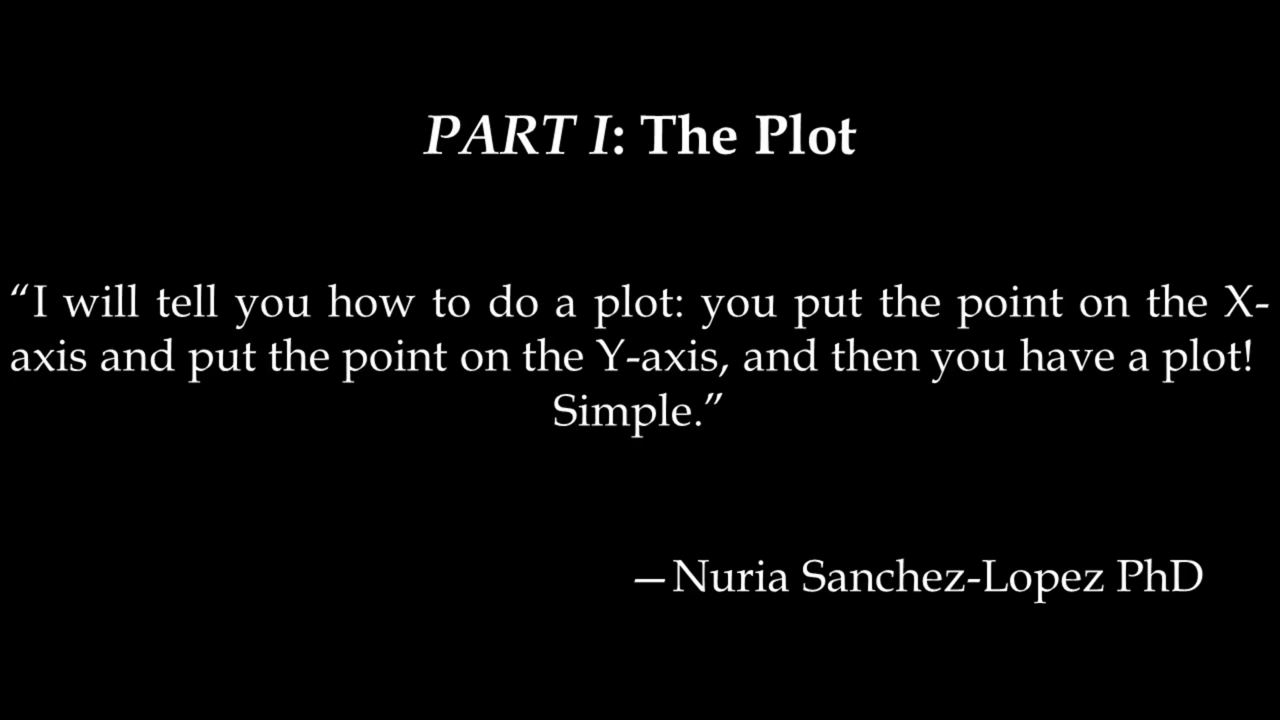 PART I: The Plot
“I will tell you how to do a plot: you put the point on the X-
axis and put the point on the Y-axis, and then you have a plot!
Simple.”
—Nuria Sanchez-Lopez PhD